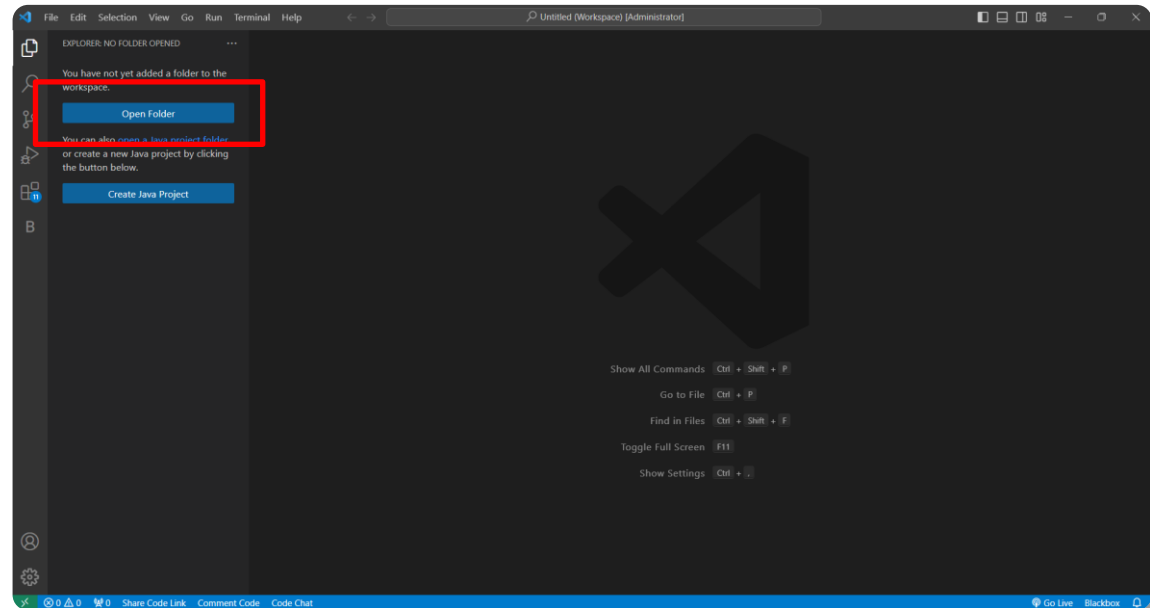 File Edit Selection View Go Run Terminal Help
Untitled (Workspace) [Administrator]
EXPLORER: NO FOLDER OPENED
You have not yet added a folder to the
workspace.
Open Folder
You can also open a Java project folder
or create a new Java project by clicking
the button below.
Create Java Project
11
B
Show All Commands Ctrl + Shift + P
Go to File Ctrl + P
Find in Files Ctrl + Shift + F
Toggle Full Screen F11
Show Settings Ctrl + ,
0 0 0 Share Code Link Comment Code Code Chat
Go Live Blackbox